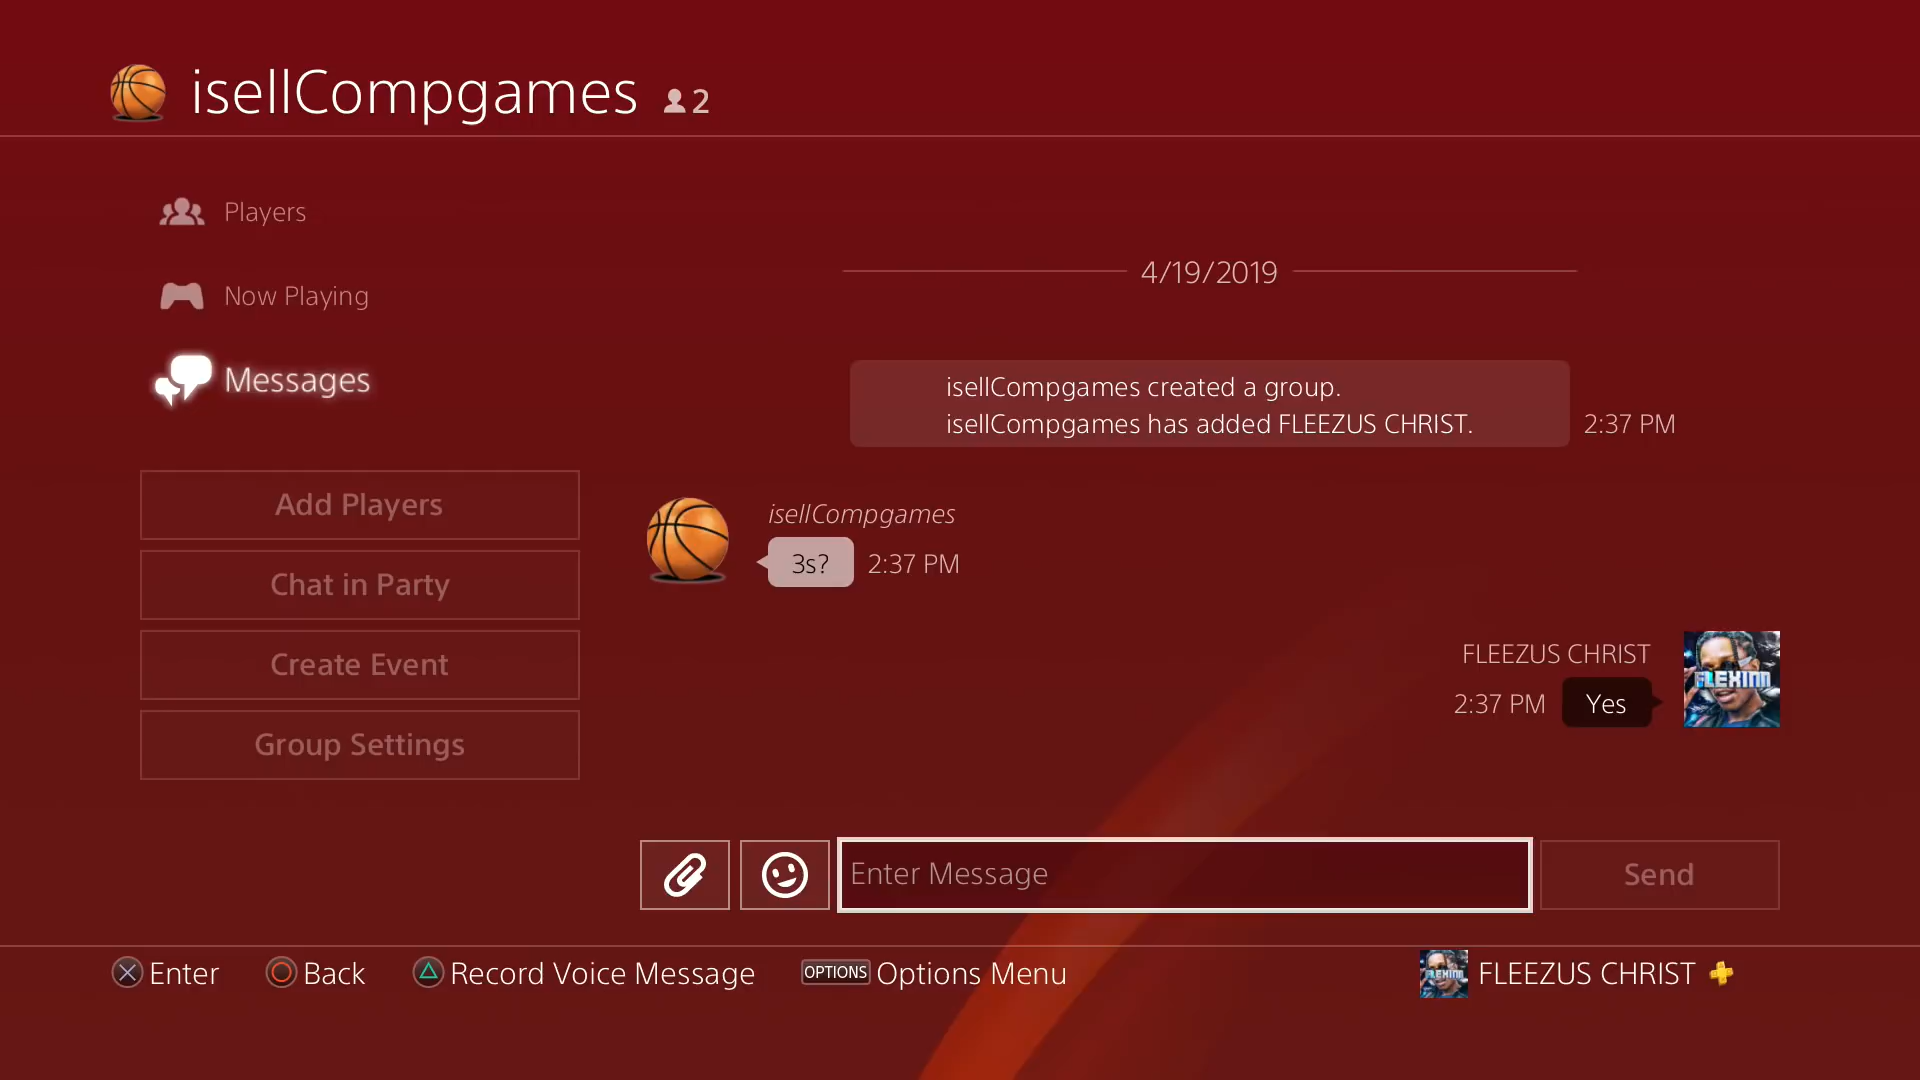 isellCompgames 2
Players
Now Playing
Messages
Add Players
Chat in Party
Create Event
Group Settings
4/19/2019
isellCompgames created a group.
isellCompgames has added FLEEZUS CHRIST. 2:37 PM
isellCompgames
3s? 2:37 PM
FLEEZUS CHRIST
2:37 PM Yes
FLEXINN
Enter Message
Send
Enter
Back
Record Voice Message
OPTIONS Options Menu
FLEXINN
FLEEZUS CHRIST